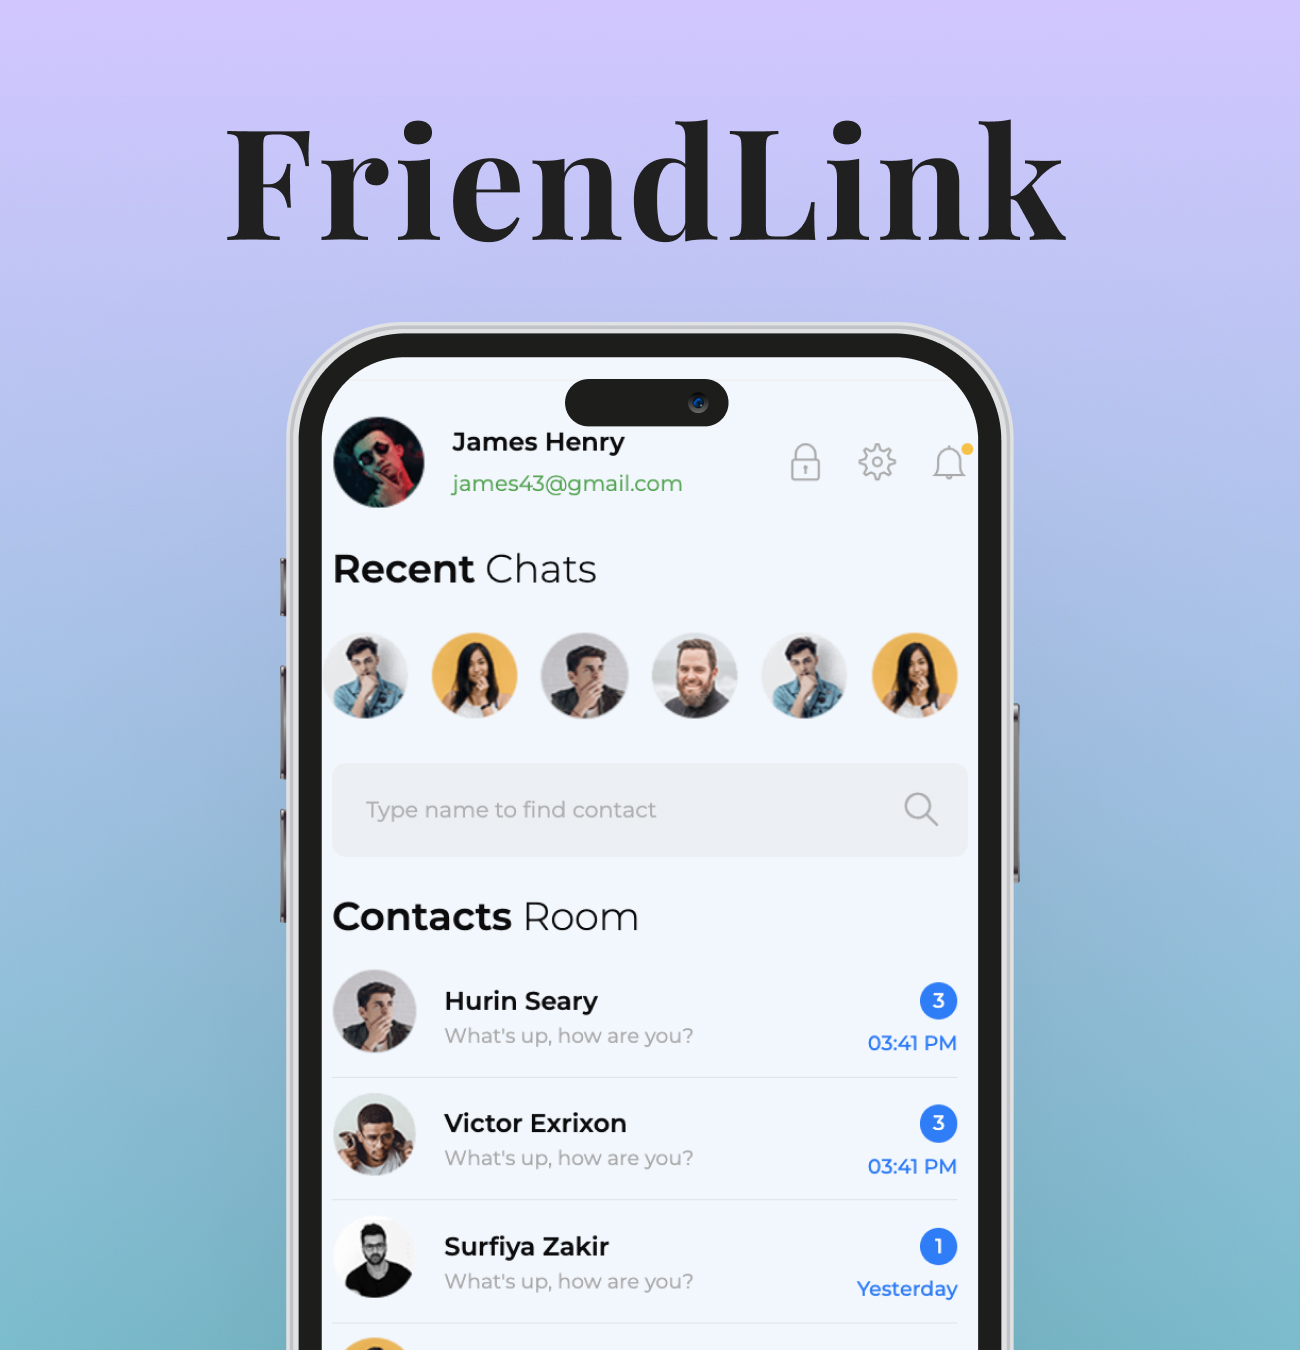 FriendLink
James Henry
james43@gmail.com
Recent Chats
Type name to find contact
Contacts Room
Hurin Seary
3
What's up, how are you?
03:41 PM
Victor Exrixon
3
What's up, how are you?
03:41 PM
Surfiya Zakir
1
What's up, how are you?
Yesterday